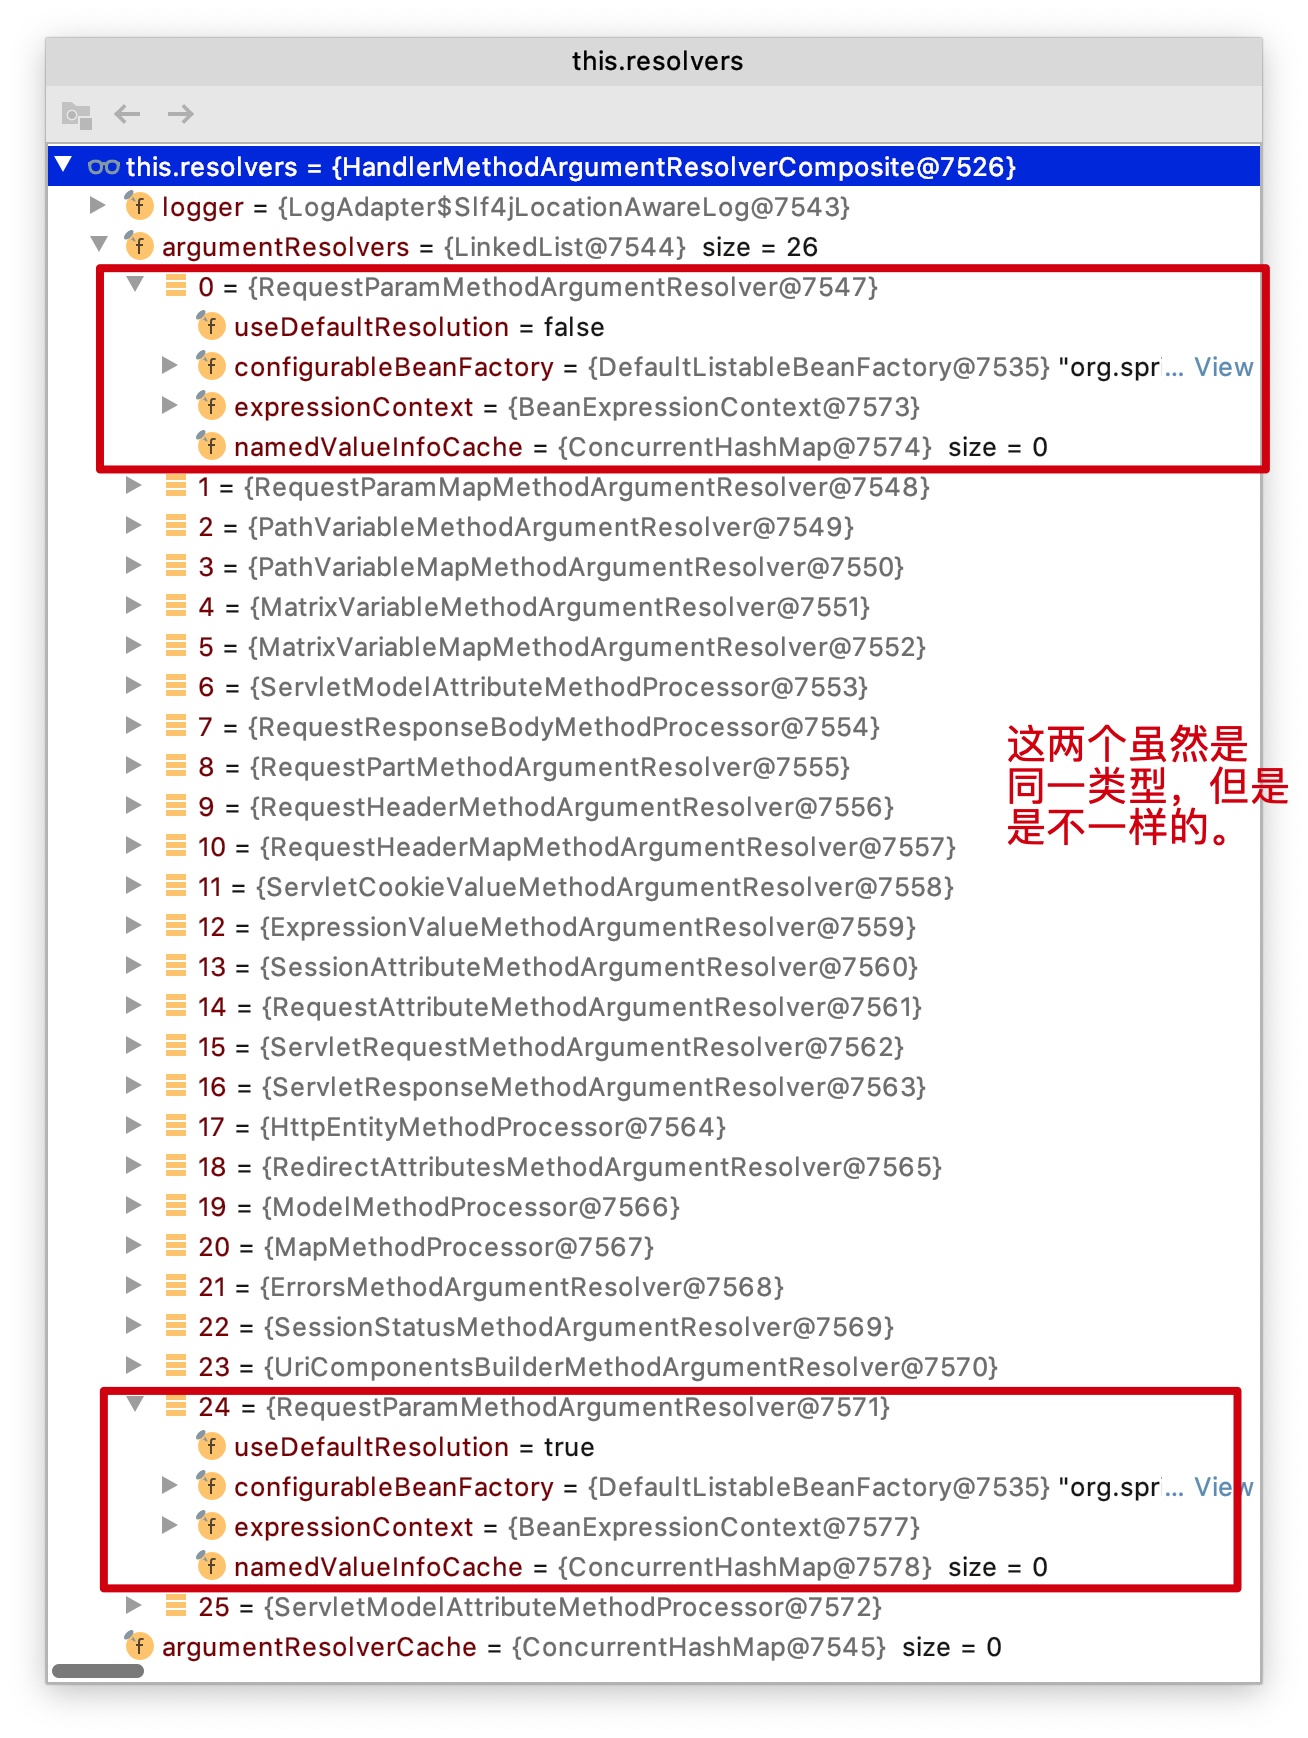 this.resolvers
this.resolvers = {HandlerMethodArgumentResolverComposite@7526}
logger = {LogAdapter$Slf4jLocationAwareLog@7543}
argumentResolvers = {LinkedList@7544} size = 26
0 = {RequestParamMethodArgumentResolver@7547}
useDefaultResolution = false
configurableBeanFactory = {DefaultListableBeanFactory@7535} "org.spr... View
expressionContext = {BeanExpressionContext@7573}
namedValueInfoCache = {ConcurrentHashMap@7574} size = 0
1 = {RequestParamMapMethodArgumentResolver@7548}
2 = {PathVariableMethodArgumentResolver@7549}
3 = {PathVariableMapMethodArgumentResolver@7550}
4 = {MatrixVariableMethodArgumentResolver@7551}
5 = {MatrixVariableMapMethodArgumentResolver@7552}
6 = {ServletModelAttributeMethodProcessor@7553}
7 = {RequestResponseBodyMethodProcessor@7554}
8 = {RequestPartMethodArgumentResolver@7555}
9 = {RequestHeaderMethodArgumentResolver@7556}
10 = {RequestHeaderMapMethodArgumentResolver@7557}
11 = {ServletCookieValueMethodArgumentResolver@7558}
12 = {ExpressionValueMethodArgumentResolver@7559}
13 = {SessionAttributeMethodArgumentResolver@7560}
14 = {RequestAttributeMethodArgumentResolver@7561}
15 = {ServletRequestMethodArgumentResolver@7562}
16 = {ServletResponseMethodArgumentResolver@7563}
17 = {HttpEntityMethodProcessor@7564}
18 = {RedirectAttributesMethodArgumentResolver@7565}
19 = {ModelMethodProcessor@7566}
20 = {MapMethodProcessor@7567}
21 = {ErrorsMethodArgumentResolver@7568}
22 = {SessionStatusMethodArgumentResolver@7569}
23 = {UriComponentsBuilderMethodArgumentResolver@7570}
24 = {RequestParamMethodArgumentResolver@7571}
useDefaultResolution = true
configurableBeanFactory = {DefaultListableBeanFactory@7535} "org.spr... View
expressionContext = {BeanExpressionContext@7577}
namedValueInfoCache = {ConcurrentHashMap@7578} size = 0
25 = {ServletModelAttributeMethodProcessor@7572}
argumentResolverCache = {ConcurrentHashMap@7545} size = 0
这两个虽然是
同一类型，但是
是不一样的。